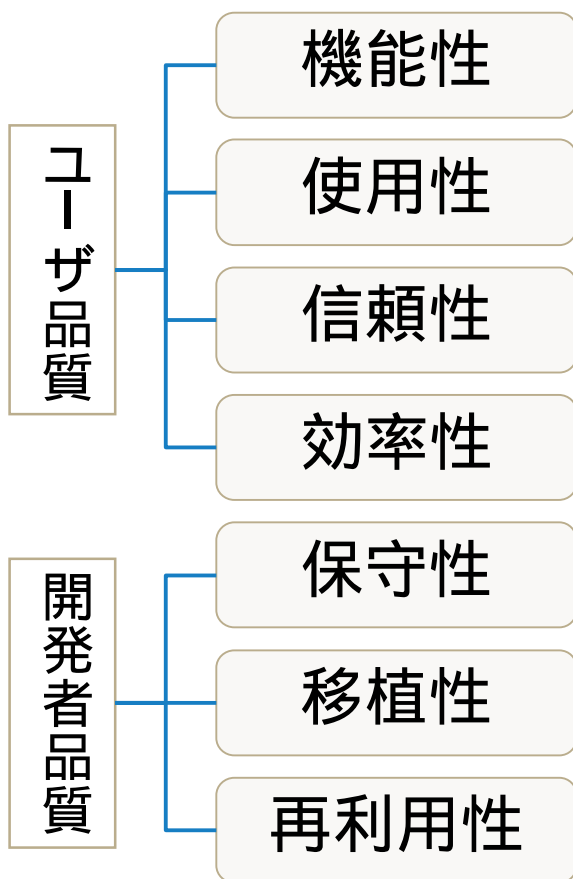 ユーザ品質
機能性
使用性
信頼性
効率性
開発者品質
保守性
移植性
再利用性